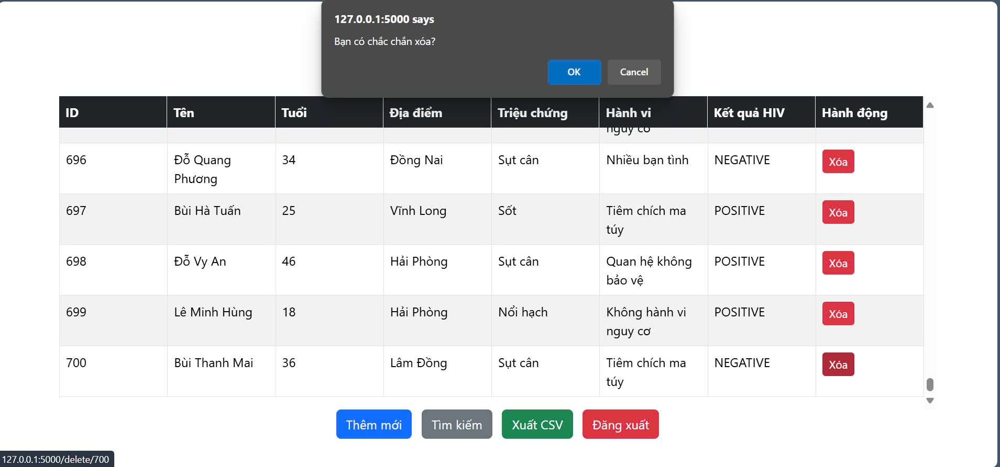 127.0.0.1:5000 says
Bạn có chắc chắn xóa?
OK Cancel
ID Tên Tuổi Địa điểm Triệu chứng Hành vi Kết quả HIV Hành động
nguy cơ
696 Đỗ Quang Phương 34 Đồng Nai Sụt cân Nhiều bạn tình NEGATIVE Xóa
697 Bùi Hà Tuấn 25 Vĩnh Long Sốt Tiêm chích ma túy POSITIVE Xóa
698 Đỗ Vy An 46 Hải Phòng Sụt cân Quan hệ không bảo vệ POSITIVE Xóa
699 Lê Minh Hùng 18 Hải Phòng Nổi hạch Không hành vi nguy cơ POSITIVE Xóa
700 Bùi Thanh Mai 36 Lâm Đồng Sụt cân Tiêm chích ma túy NEGATIVE Xóa
Thêm mới Tìm kiếm Xuất CSV Đăng xuất
127.0.0.1:5000/delete/700